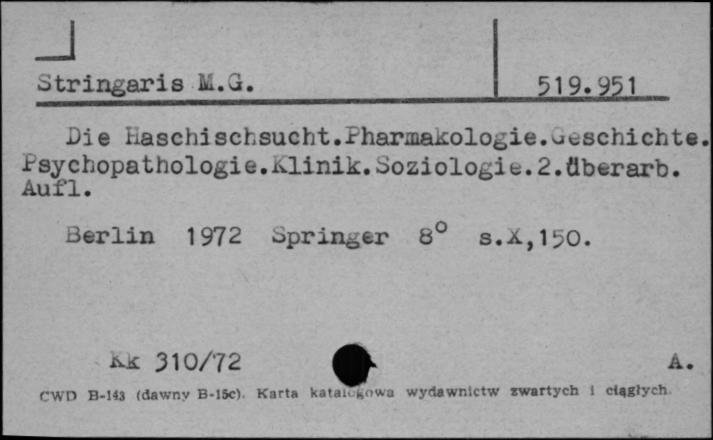 Stringaris M.G. 519.951
Die Haschischsucht.Pharmakologie.Geschichte.
Psychopathologie.Klinik.Soziologie.2.überarb.
Aufl.
Berlin 1972 Springer 8° s.X,150.
Kk 310/72 A.
CWD B-143 (dawny B-15c). Karta katalogowa wydawnictw zwartych i ciągłych.